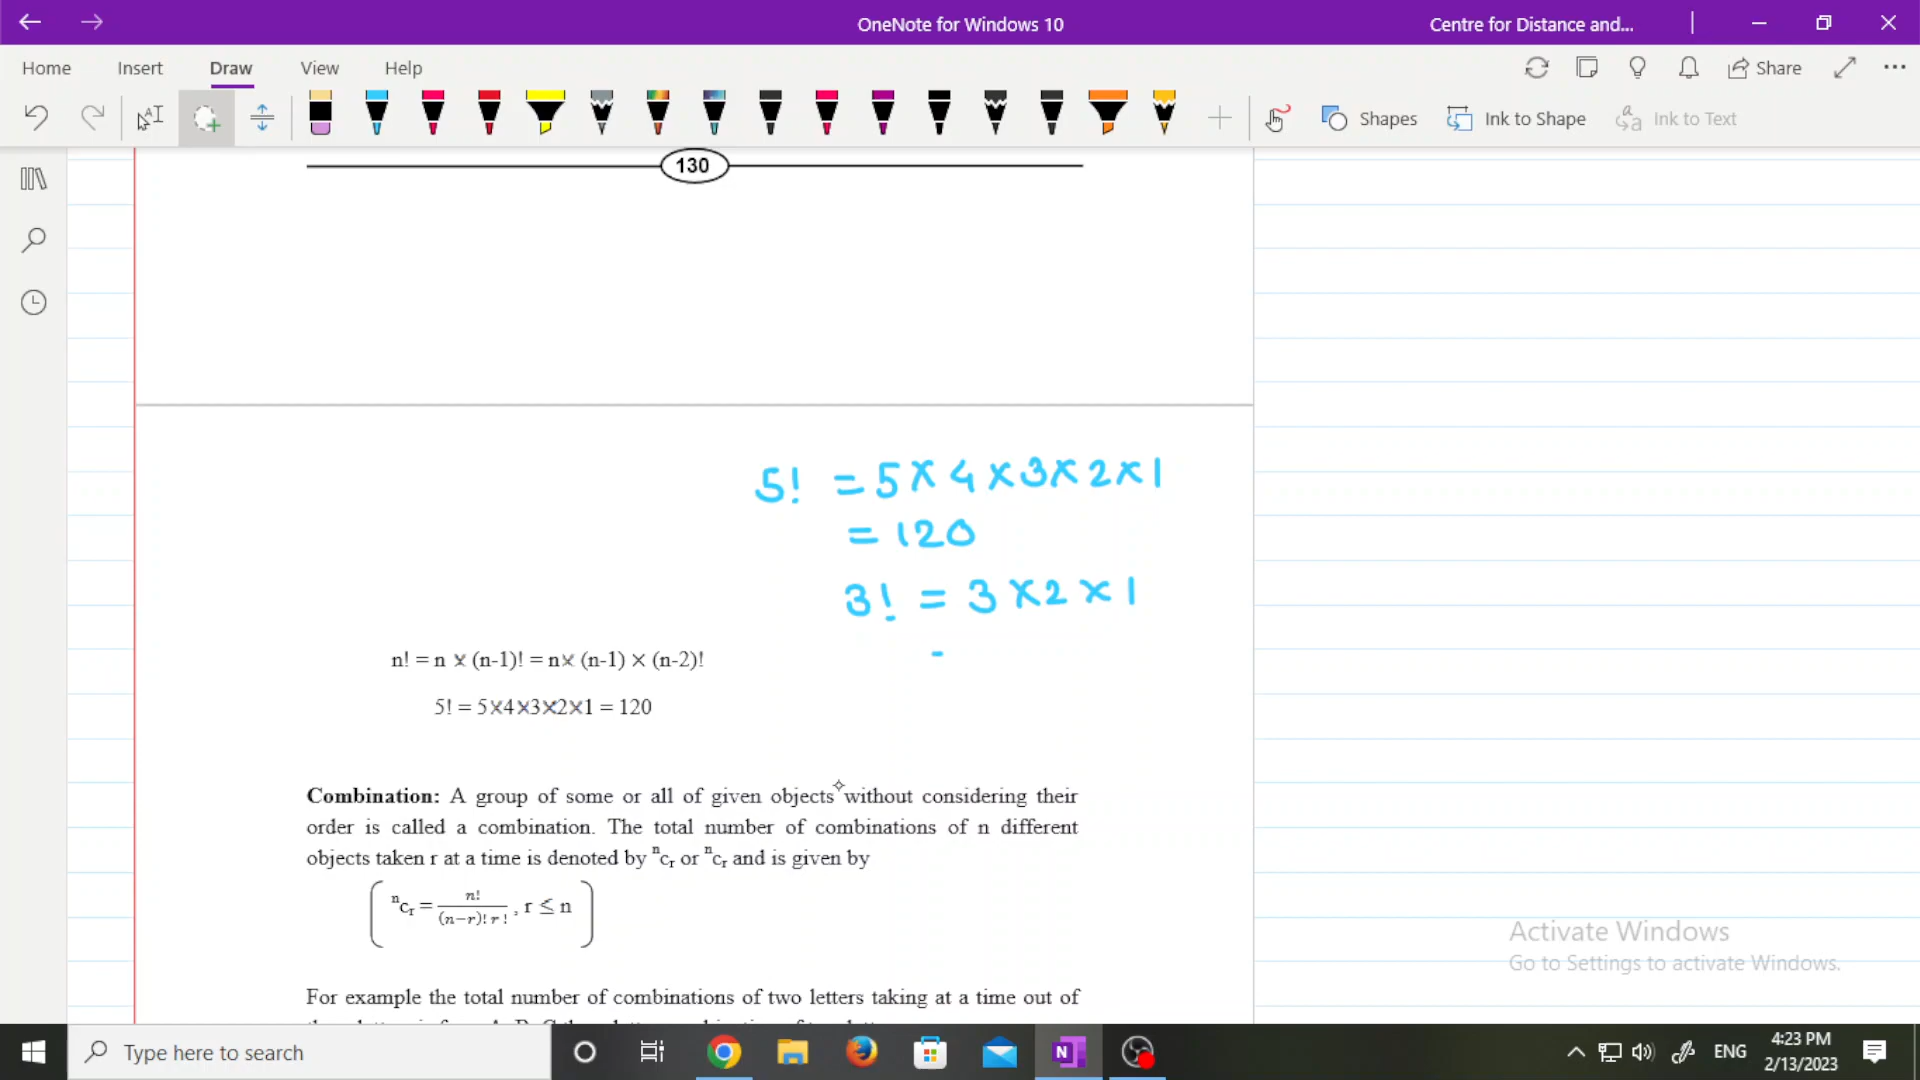 OneNote for Windows 10
Centre for Distance and...
Home Insert Draw View Help
Share
Shapes Ink to Shape Ink to Text
130
5! = 5 × 4 × 3 × 2 × 1
= 120
3! = 3 × 2 × 1
n! = n × (n-1)! = n× (n-1) × (n-2)!
5! = 5×4×3×2×1 = 120
Combination: A group of some or all of given objects without considering their
order is called a combination. The total number of combinations of n different
objects taken r at a time is denoted by ⁿcᵣ or ⁿcᵣ and is given by
ⁿcᵣ = n! / (n−r)! r ! , r ≤ n
For example the total number of combinations of two letters taking at a time out of
Activate Windows
Go to Settings to activate Windows.
Type here to search
ENG
4:23 PM
2/13/2023